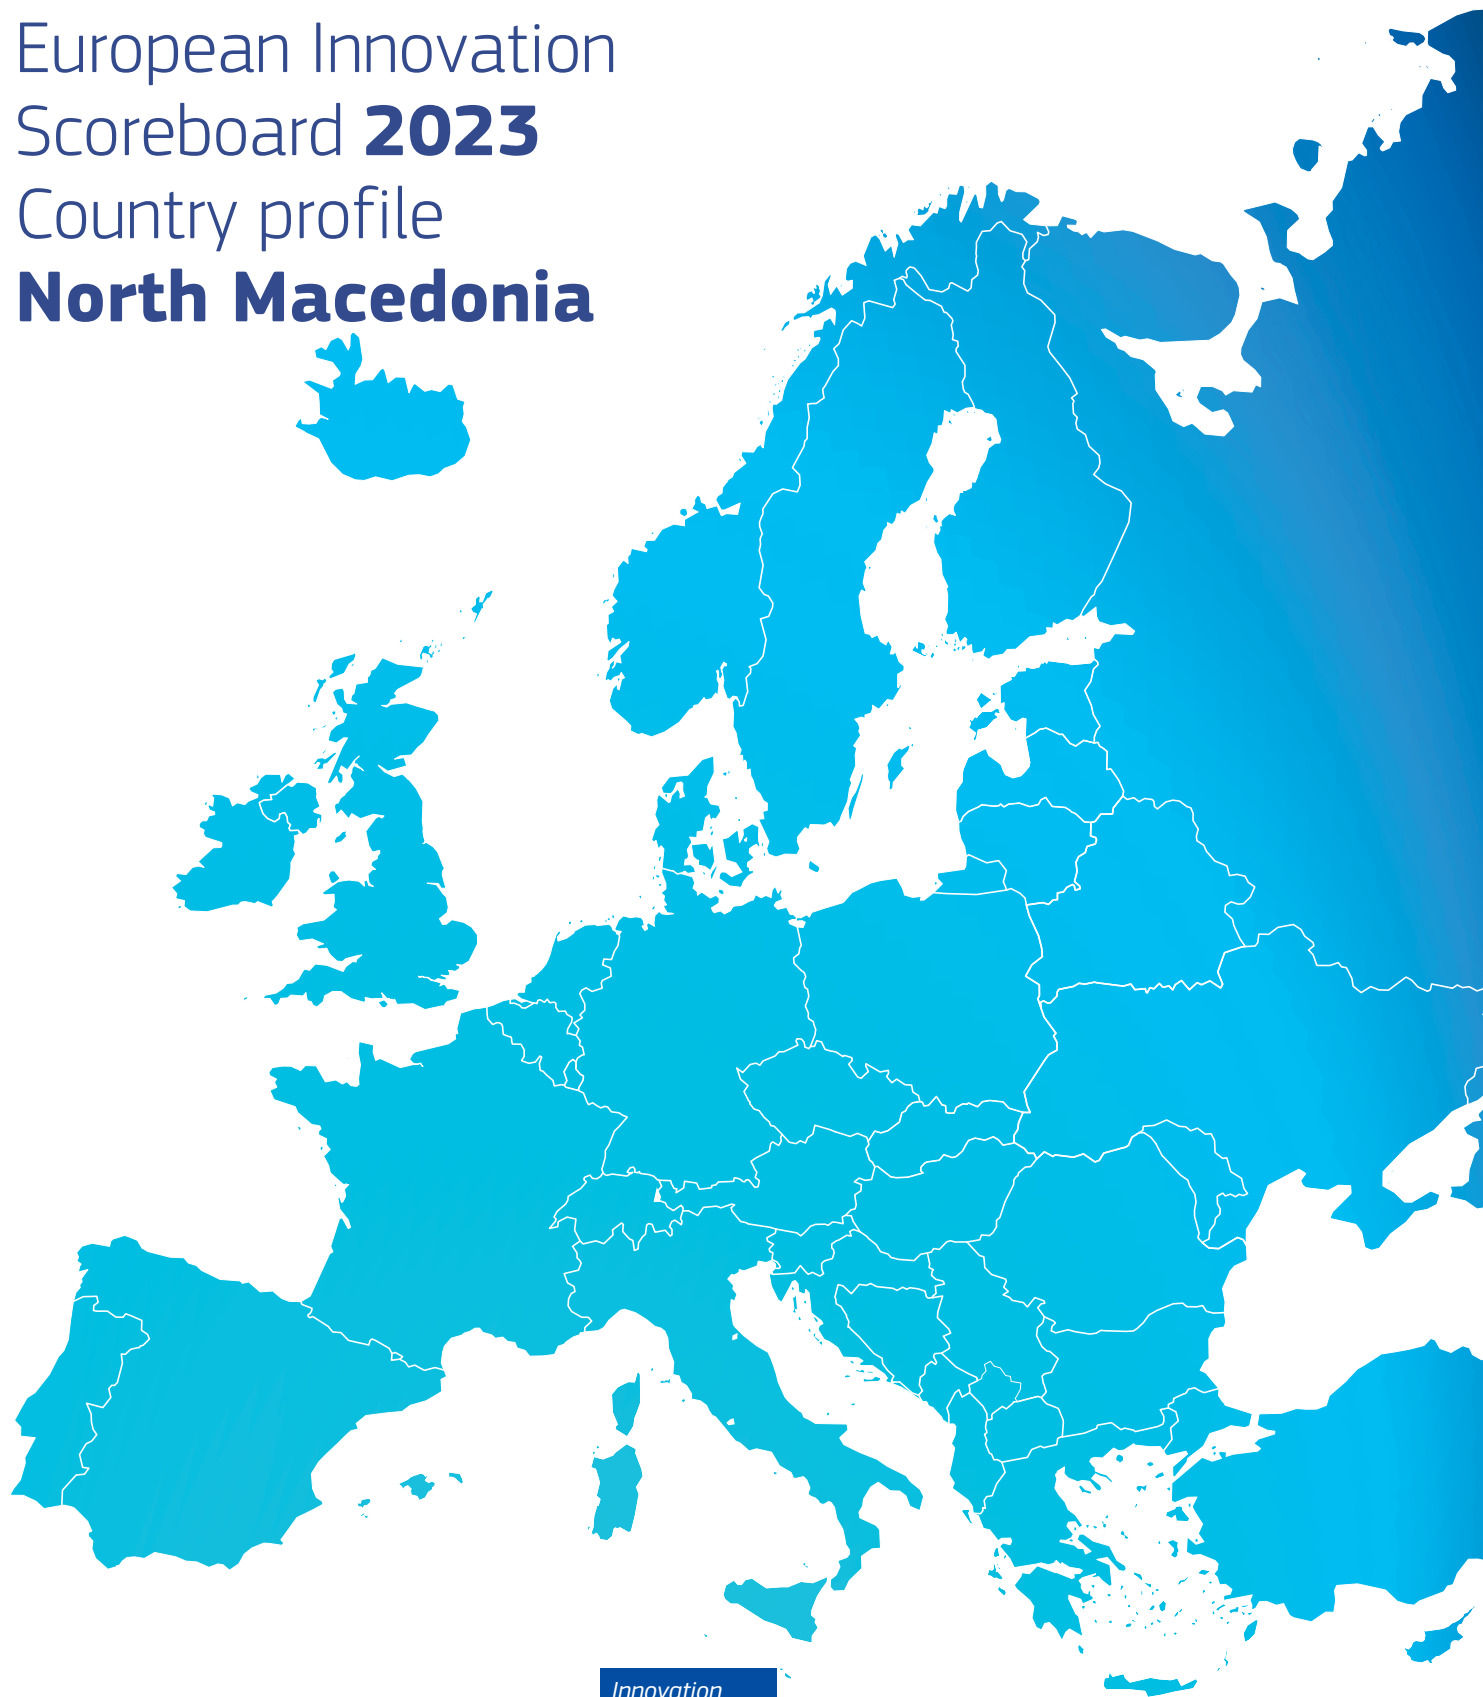 European Innovation
Scoreboard 2023
Country profile
North Macedonia
Innovation